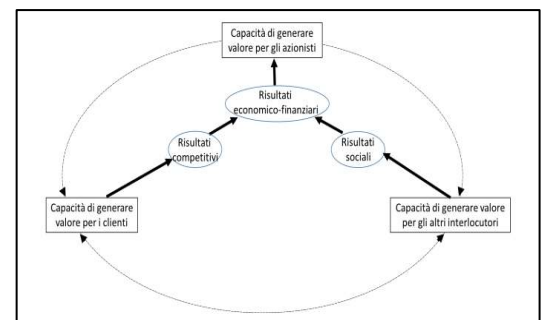 Capacità di generare
valore per gli azionisti
Risultati
economico-finanziari
Risultati
competitivi
Risultati
sociali
Capacità di generare
valore per i clienti
Capacità di generare valore
per gli altri interlocutori